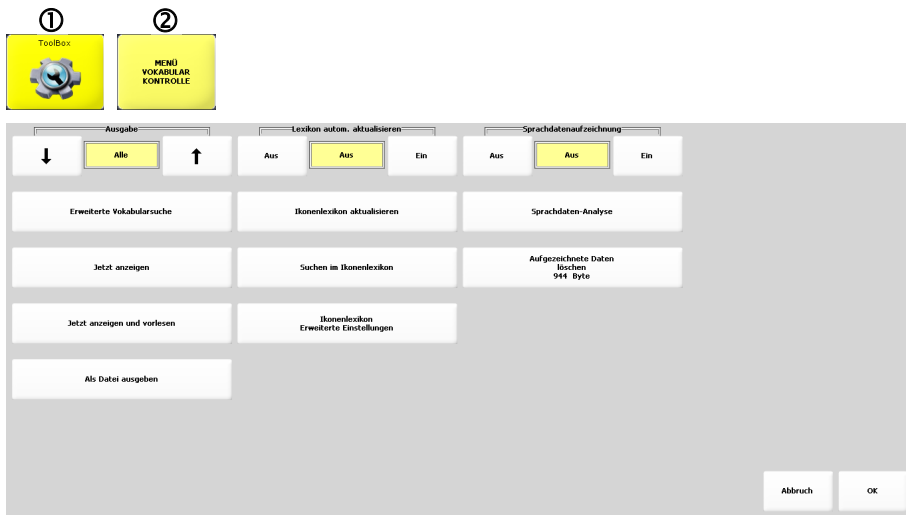 ① ②
ToolBox
MENÜ
VOKABULAR
KONTROLLE
Ausgabe
↓ Alle ↑
Erweiterte Vokabularsuche
Jetzt anzeigen
Jetzt anzeigen und vorlesen
Als Datei ausgeben
Lexikon autom. aktualisieren
Aus Aus Ein
Ikonenlexikon aktualisieren
Suchen im Ikonenlexikon
Ikonenlexikon
Erweiterte Einstellungen
Sprachdatenaufzeichnung
Aus Aus Ein
Sprachdaten-Analyse
Aufgezeichnete Daten
löschen
944 Byte
Abbruch OK